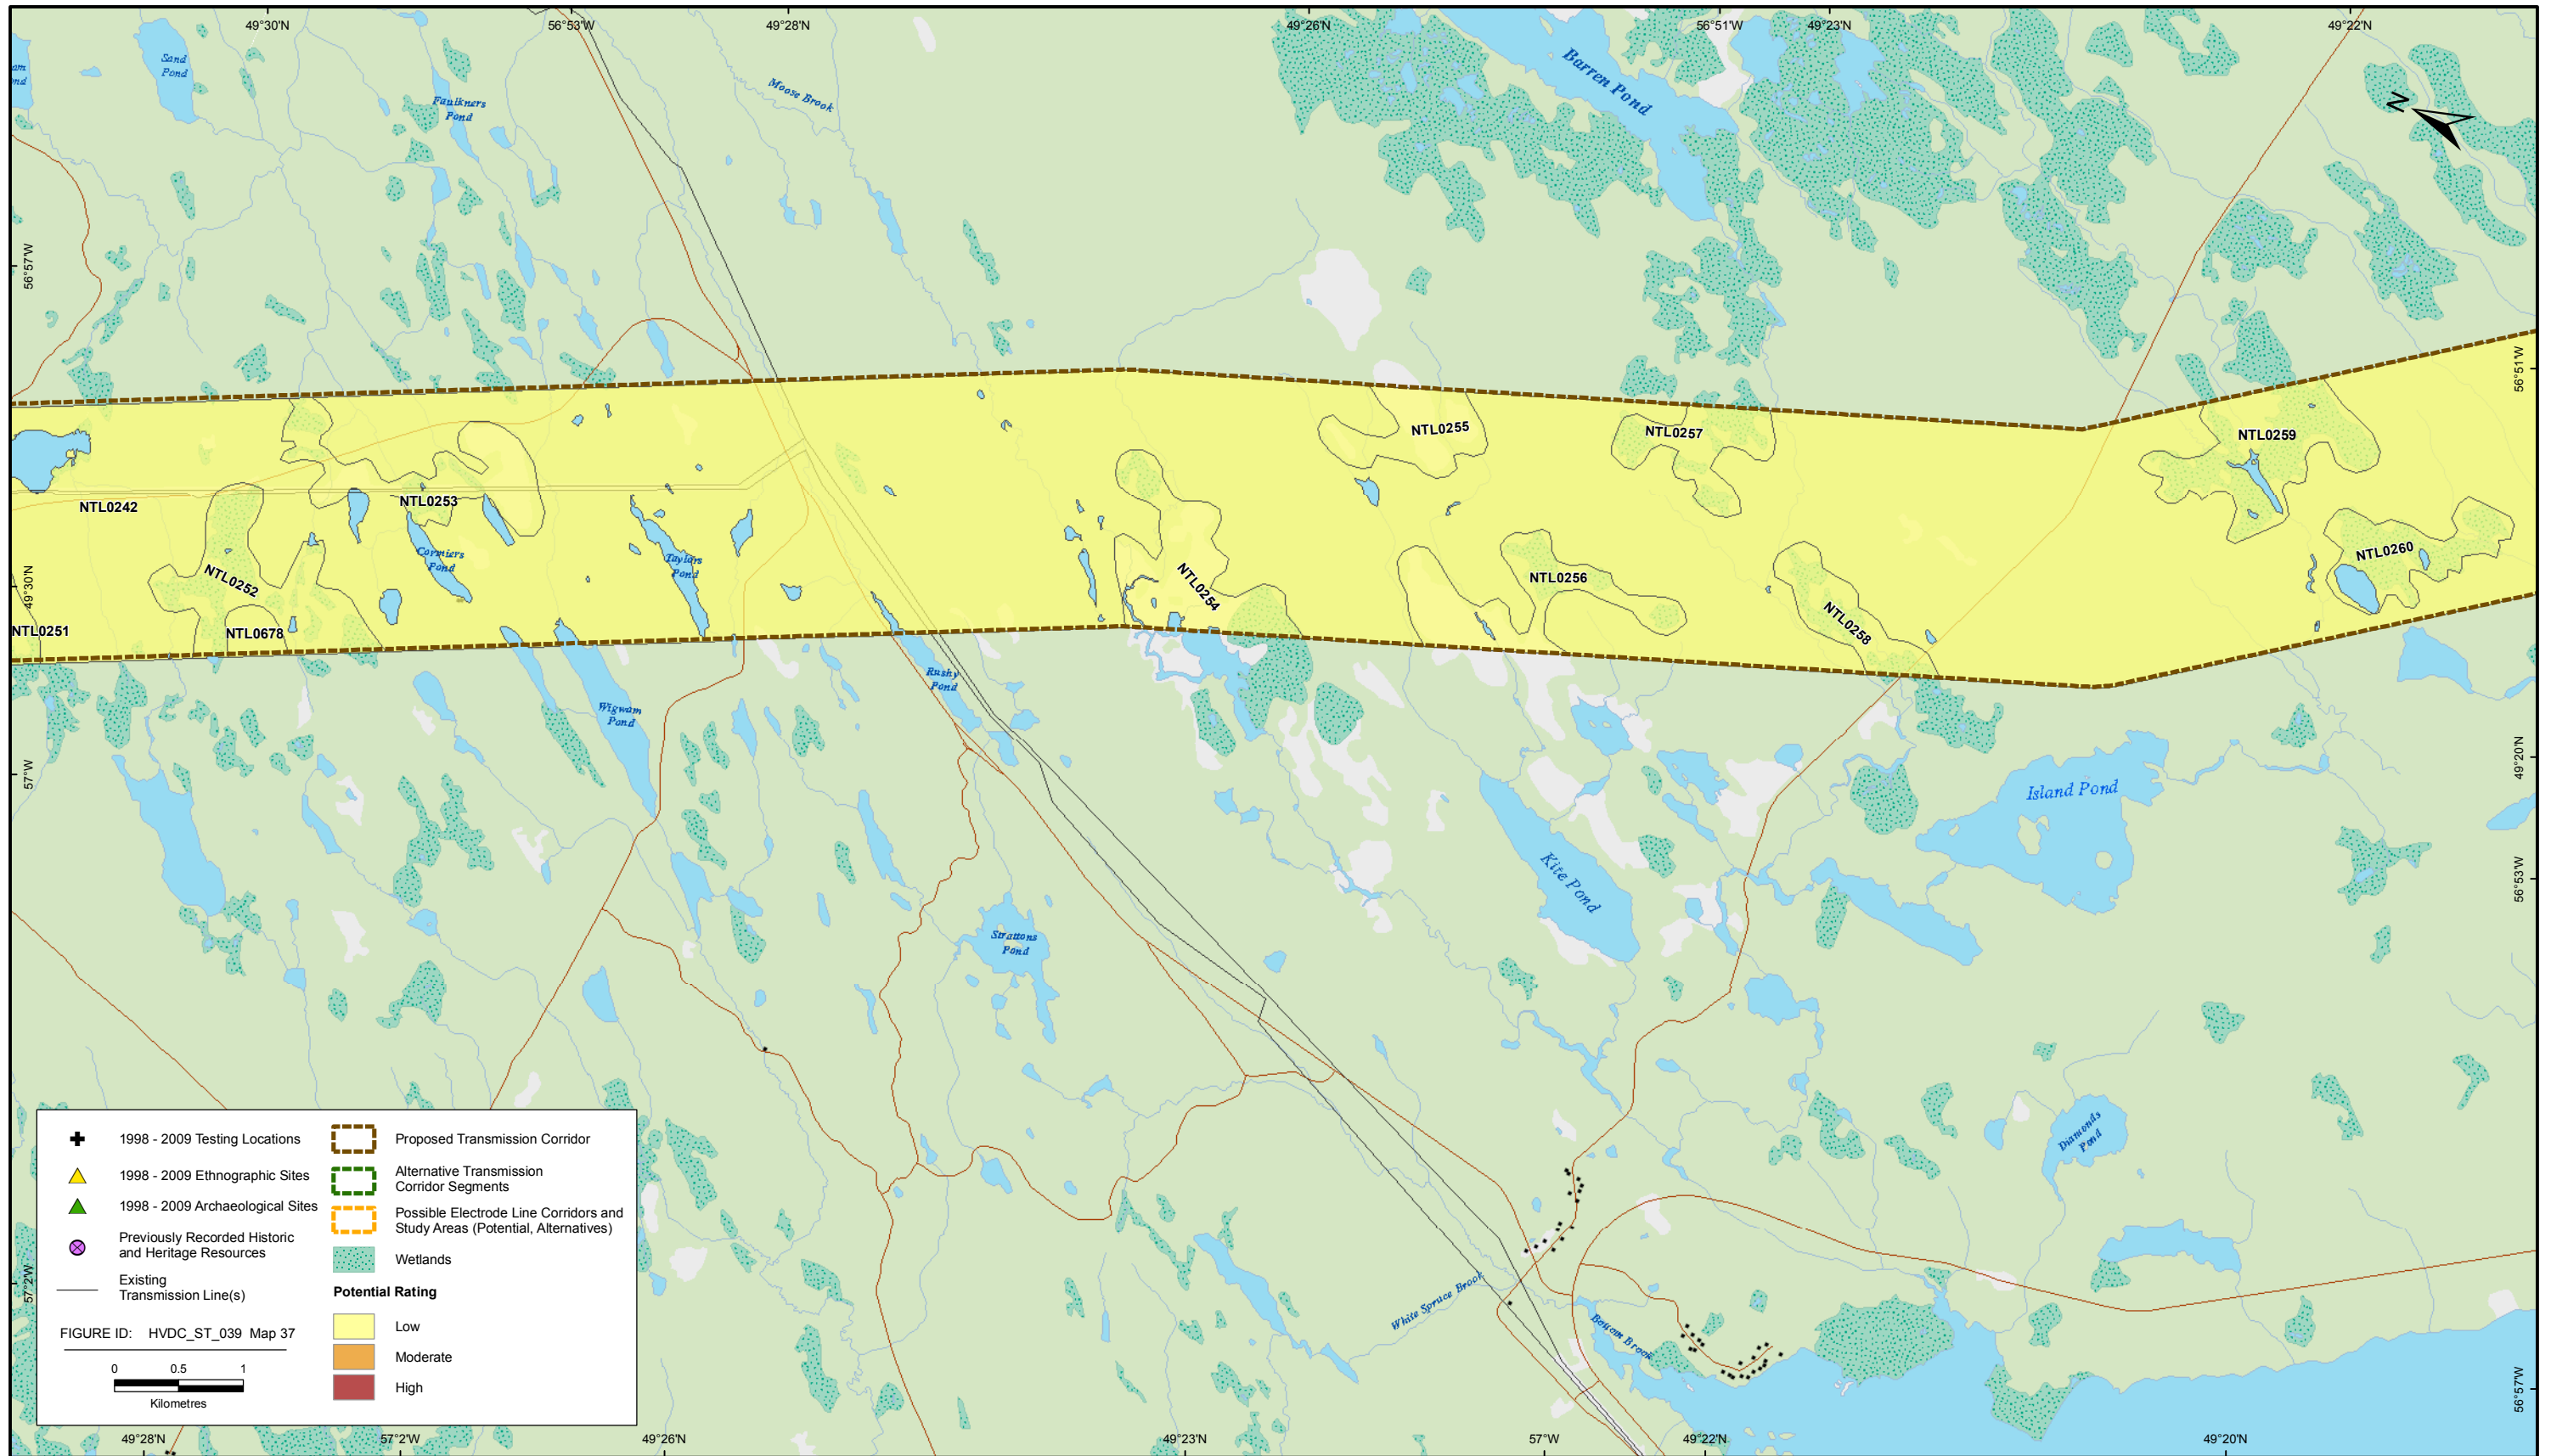 49°30'N
56°53'W
49°28'N
49°26'N
56°51'W
49°23'N
49°22'N
Sand
Pond
Faulkners
Pond
Moose Brook
Barren Pond
N
56°57'W
56°51'W
NTL0255
NTL0257
NTL0259
NTL0242
NTL0253
Cormiers
Pond
Taylors
Pond
NTL0252
NTL0254
NTL0256
NTL0260
49°30'N
NTL0251
NTL0678
NTL0258
Rushy
Pond
Wigwam
Pond
57°W
49°20'N
Island Pond
Kite Pond
56°53'W
Strattons
Pond
Diamonds
Pond
White Spruce Brook
Bottom Brook
57°2'W
56°57'W
1998 - 2009 Testing Locations
1998 - 2009 Ethnographic Sites
1998 - 2009 Archaeological Sites
Previously Recorded Historic
and Heritage Resources
Existing
Transmission Line(s)
FIGURE ID: HVDC_ST_039 Map 37
0 0.5 1
Kilometres
Proposed Transmission Corridor
Alternative Transmission
Corridor Segments
Possible Electrode Line Corridors and
Study Areas (Potential, Alternatives)
Wetlands
Potential Rating
Low
Moderate
High
49°28'N
57°2'W
49°26'N
49°23'N
57°W
49°22'N
49°20'N